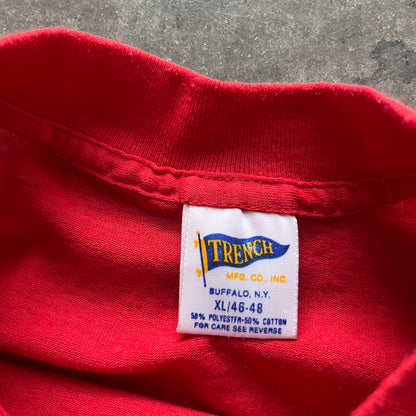 TRENCH
MFG. CO., INC.
BUFFALO, N.Y.
XL/46-48
50% POLYESTER-50% COTTON
FOR CARE SEE REVERSE